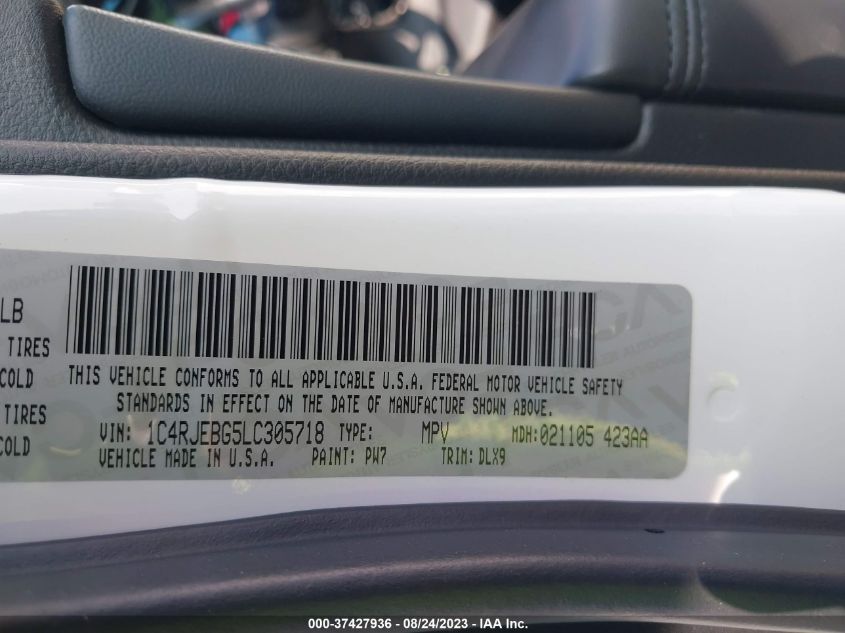 LB
TIRES
COLD
TIRES
COLD
THIS VEHICLE CONFORMS TO ALL APPLICABLE U.S.A. FEDERAL MOTOR VEHICLE SAFETY
STANDARDS IN EFFECT ON THE DATE OF MANUFACTURE SHOWN ABOVE.
VIN: 1C4RJEBG5LC305718 TYPE: MPV MDH:021105 423AA
VEHICLE MADE IN U.S.A. PAINT: PW7 TRIM: DLX9
000-37427936 - 08/24/2023 - IAA Inc.